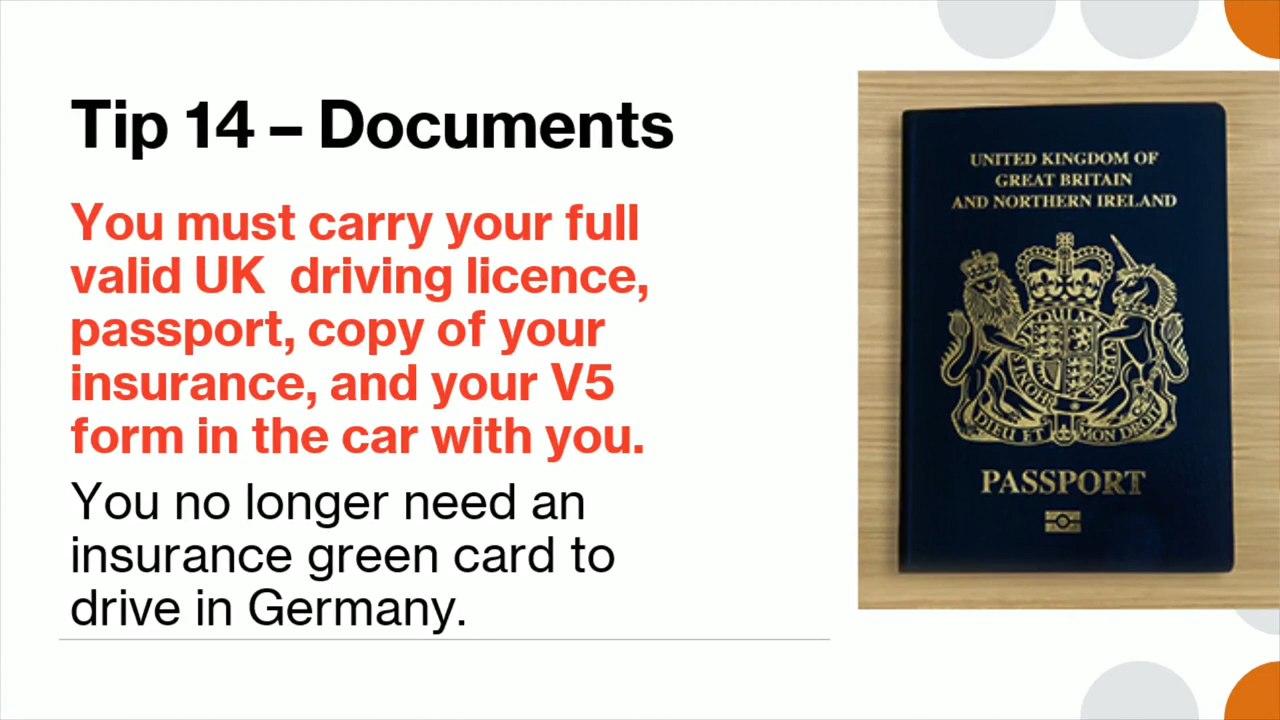 Tip 14 – Documents
You must carry your full
valid UK  driving licence,
passport, copy of your
insurance, and your V5
form in the car with you.
You no longer need an
insurance green card to
drive in Germany.
UNITED KINGDOM OF
GREAT BRITAIN
AND NORTHERN IRELAND
DIEU ET MON DROIT
PASSPORT